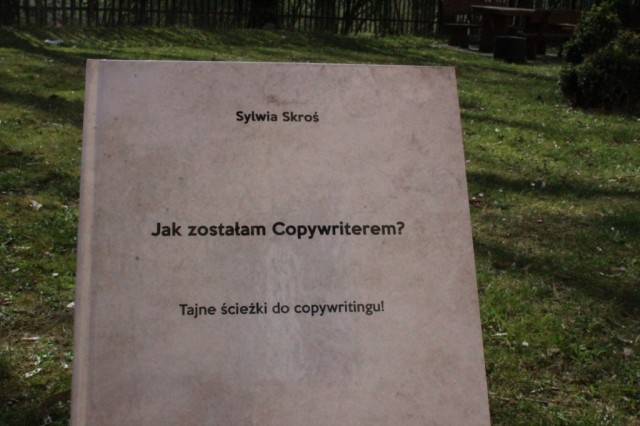 Sylwia Skroś
Jak zostałam Copywriterem?
Tajne ścieżki do copywritingu!